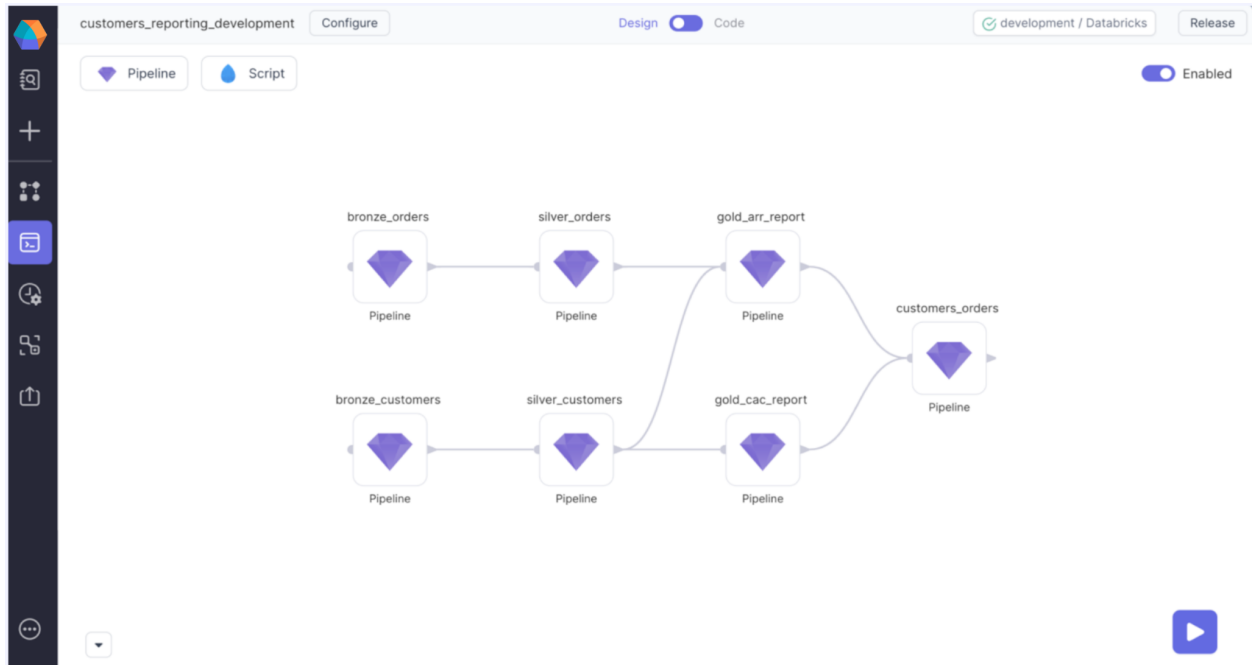 customers_reporting_development
Configure
Design
Code
development / Databricks
Release
Pipeline
Script
Enabled
bronze_orders
silver_orders
gold_arr_report
Pipeline
Pipeline
Pipeline
customers_orders
Pipeline
bronze_customers
silver_customers
gold_cac_report
Pipeline
Pipeline
Pipeline